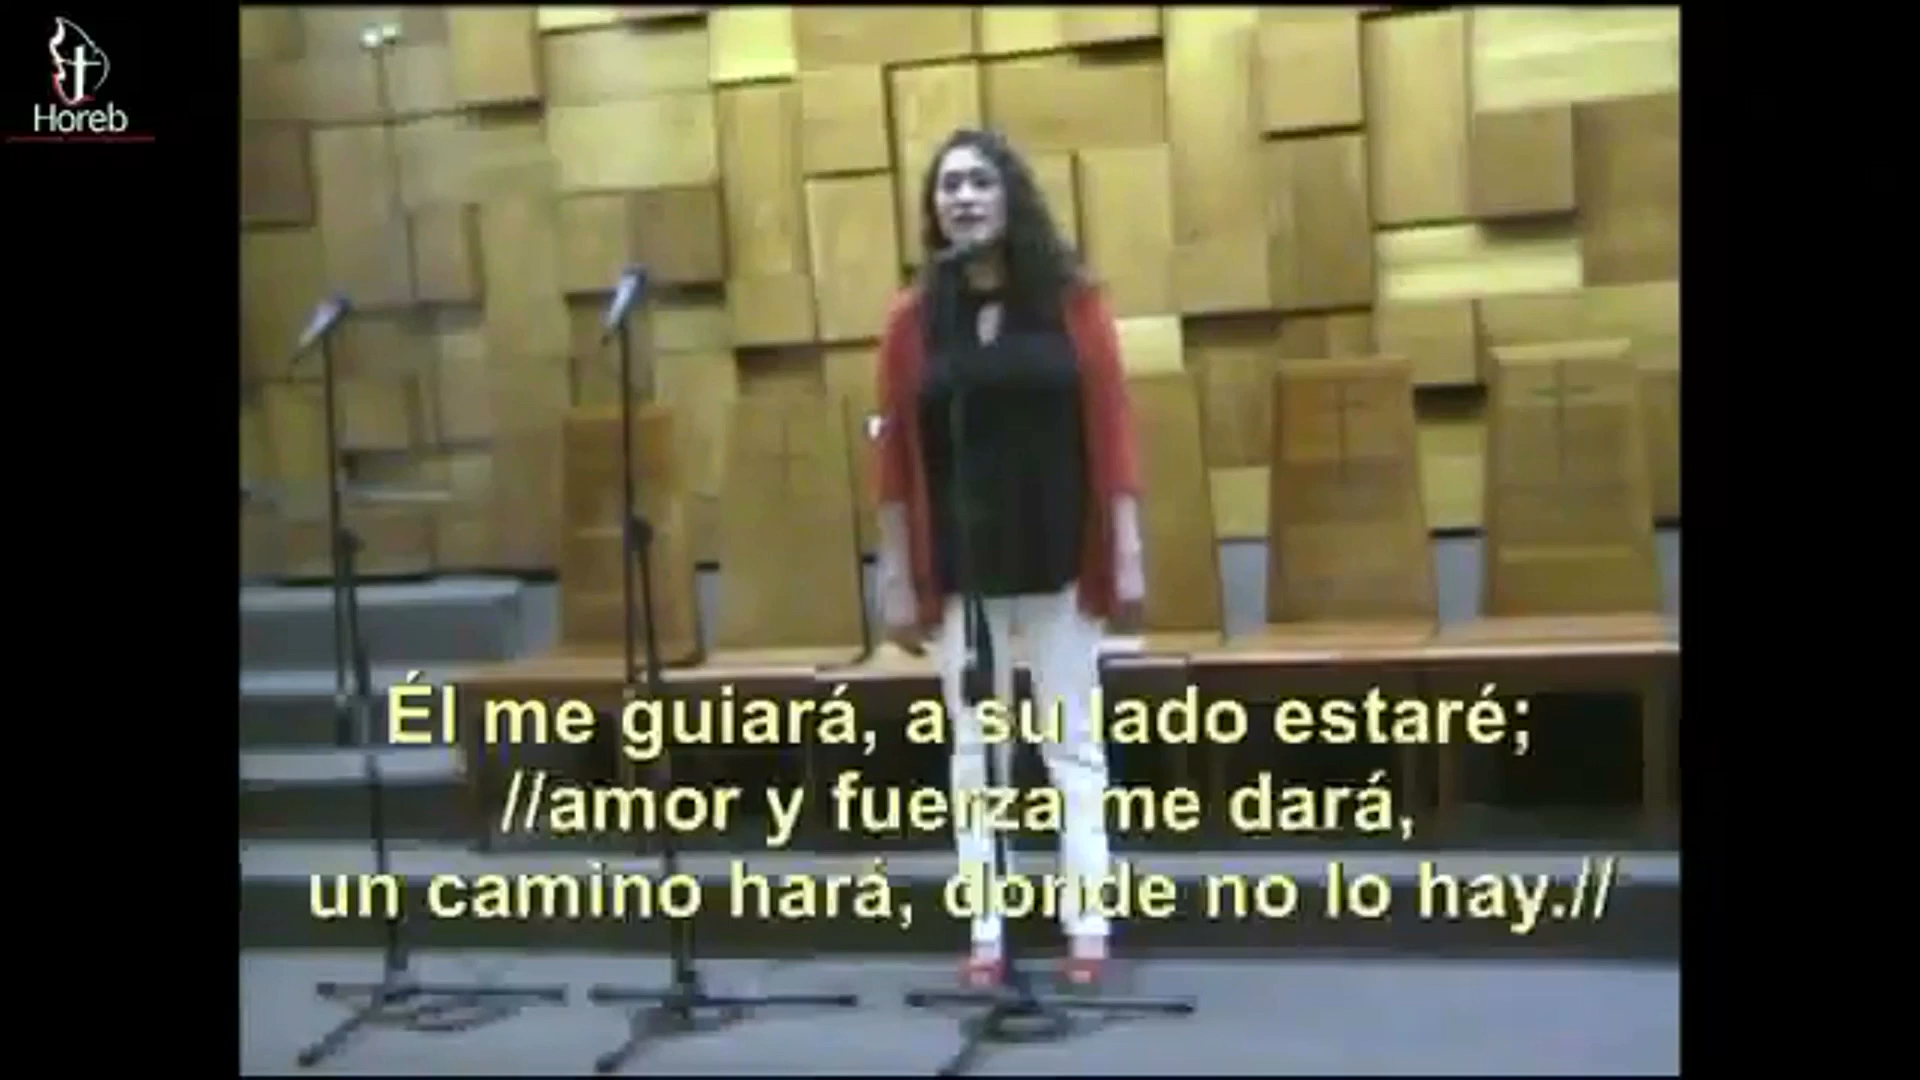 Horeb
Él me guiará, a su lado estaré;
//amor y fuerza me dará,
un camino hará, donde no lo hay.//